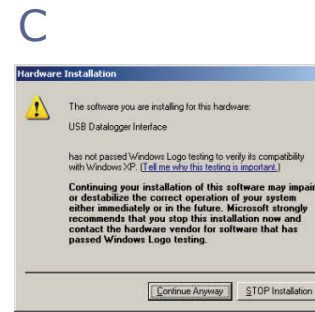 C
Hardware Installation
The software you are installing for this hardware:
USB Datalogger Interface
has not passed Windows Logo testing to verify its compatibility
with Windows XP. (Tell me why this testing is important.)
Continuing your installation of this software may impair
or destabilize the correct operation of your system
either immediately or in the future. Microsoft strongly
recommends that you stop this installation now and
contact the hardware vendor for software that has
passed Windows Logo testing.
Continue Anyway
STOP Installation